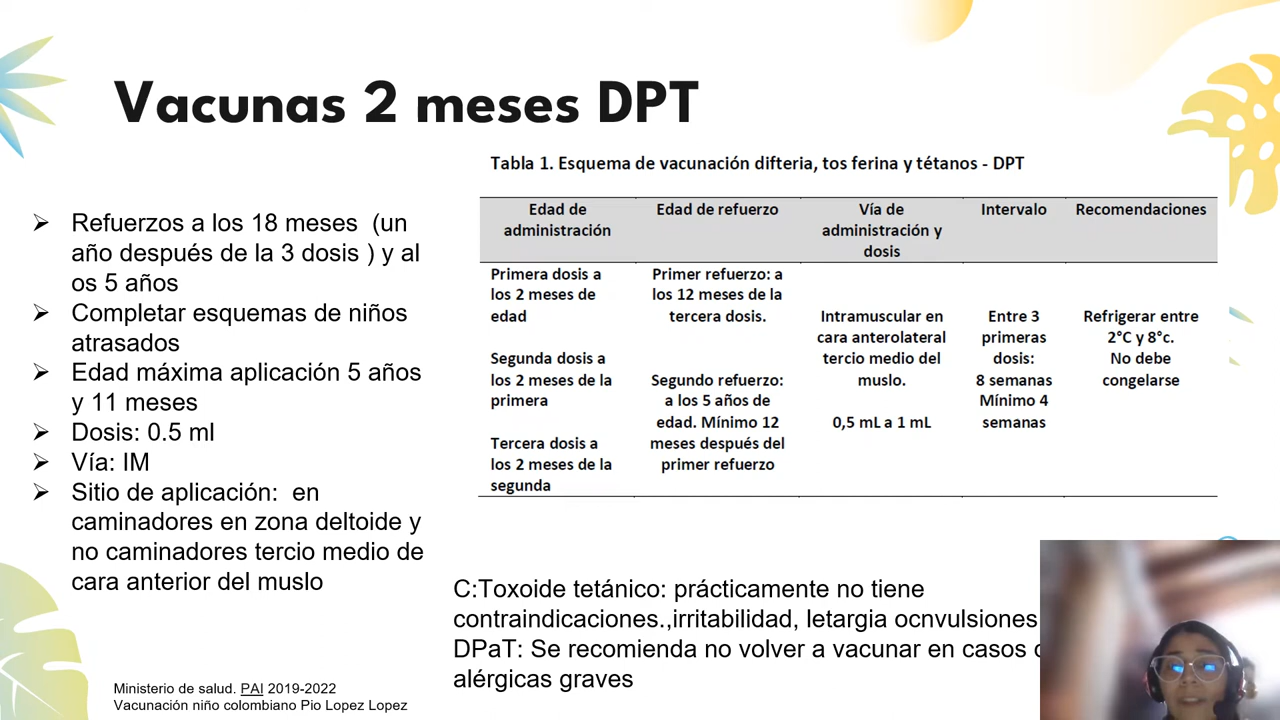 Vacunas 2 meses DPT
Refuerzos a los 18 meses (un
año después de la 3 dosis ) y al
os 5 años
Completar esquemas de niños
atrasados
Edad máxima aplicación 5 años
y 11 meses
Dosis: 0.5 ml
Vía: IM
Sitio de aplicación: en
caminadores en zona deltoide y
no caminadores tercio medio de
cara anterior del muslo
Tabla 1. Esquema de vacunación difteria, tos ferina y tétanos - DPT
Edad de
administración
Edad de refuerzo
Vía de
administración y
dosis
Intervalo
Recomendaciones
Primera dosis a
los 2 meses de
edad
Segunda dosis a
los 2 meses de la
primera
Tercera dosis a
los 2 meses de la
segunda
Primer refuerzo: a
los 12 meses de la
tercera dosis.
Segundo refuerzo:
a los 5 años de
edad. Mínimo 12
meses después del
primer refuerzo
Intramuscular en
cara anterolateral
tercio medio del
muslo.
0,5 mL a 1 mL
Entre 3
primeras
dosis:
8 semanas
Mínimo 4
semanas
Refrigerar entre
2°C y 8°c.
No debe
congelarse
C:Toxoide tetánico: prácticamente no tiene
contraindicaciones.,irritabilidad, letargia ocnvulsiones
DPaT: Se recomienda no volver a vacunar en casos
alérgicas graves
Ministerio de salud. PAI 2019-2022
Vacunación niño colombiano Pio Lopez Lopez